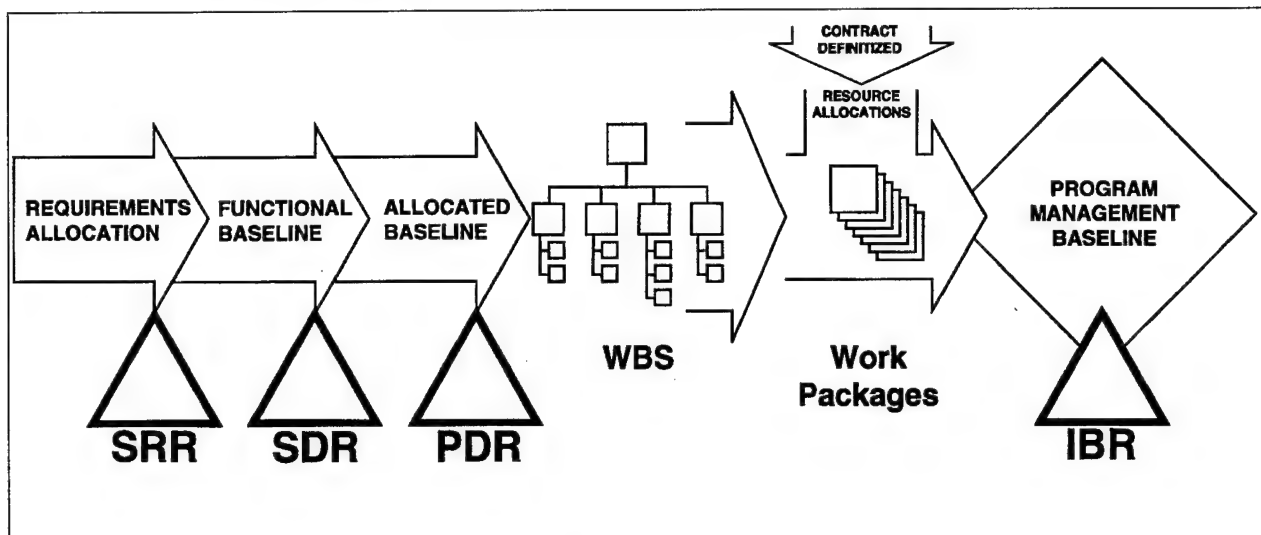 CONTRACT
DEFINITIZED
RESOURCE
ALLOCATIONS
REQUIREMENTS
ALLOCATION
FUNCTIONAL
BASELINE
ALLOCATED
BASELINE
PROGRAM
MANAGEMENT
BASELINE
WBS
Work
Packages
SRR
SDR
PDR
IBR